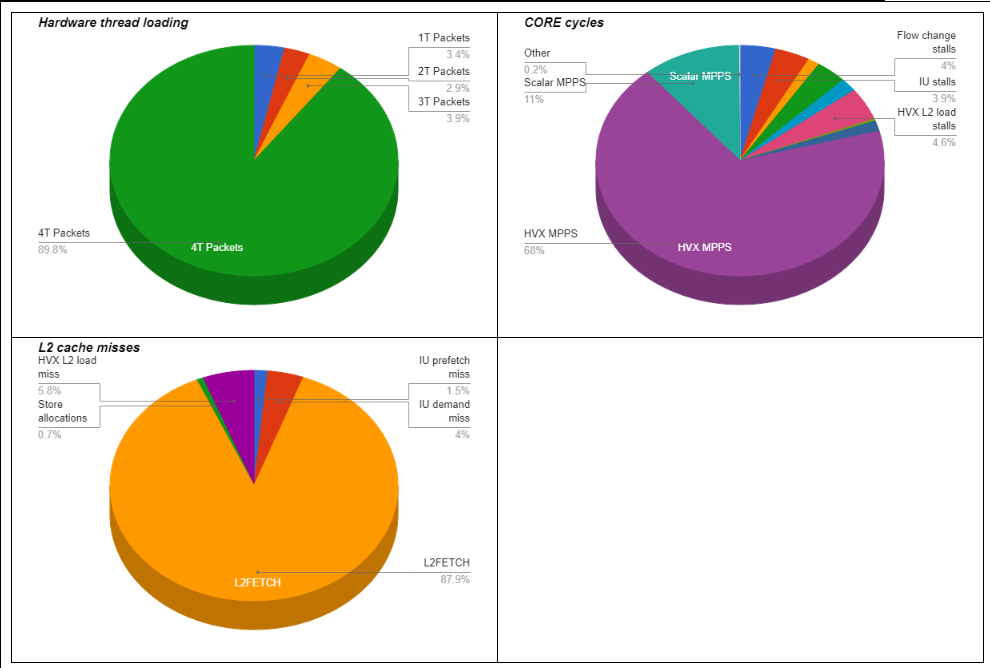 Hardware thread loading
1T Packets
3.4%
2T Packets
2.9%
3T Packets
3.9%
4T Packets
89.8%
4T Packets
CORE cycles
Other
0.2%
Scalar MPPS
11%
Scalar MPPS
Flow change
stalls
4%
IU stalls
3.9%
HVX L2 load
stalls
4.6%
HVX MPPS
68%
HVX MPPS
L2 cache misses
HVX L2 load
miss
5.8%
Store
allocations
0.7%
IU prefetch
miss
1.5%
IU demand
miss
4%
L2FETCH
87.9%
L2FETCH